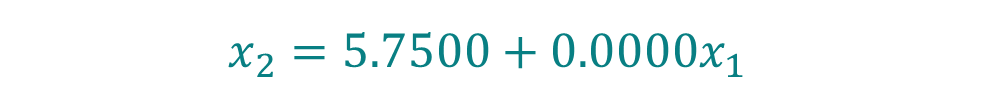 x₂ = 5.7500 + 0.0000x₁